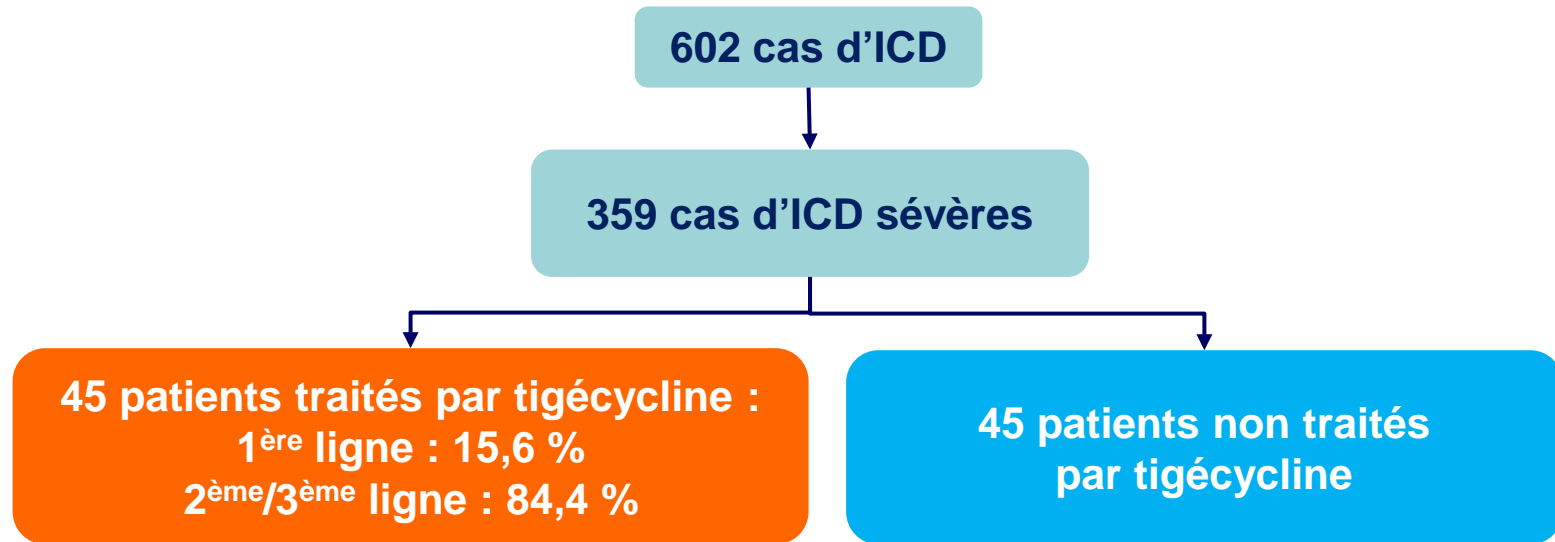 602 cas d’ICD
359 cas d’ICD sévères
45 patients traités par tigécycline :
1ère ligne : 15,6 %
2ème/3ème ligne : 84,4 %
45 patients non traités
par tigécycline